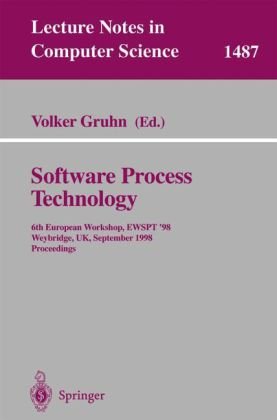 Lecture Notes in
Computer Science 1487
Volker Gruhn (Ed.)
Software Process
Technology
6th European Workshop, EWSPT '98
Weybridge, UK, September 1998
Proceedings
Springer